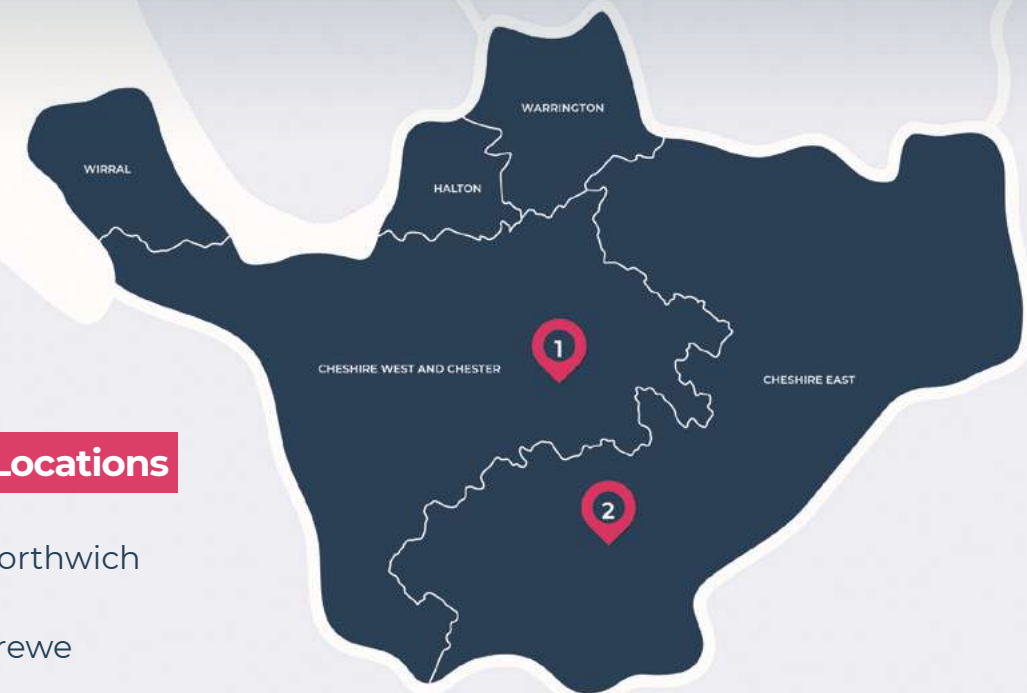 WARRINGTON
WIRRAL
HALTON
1
CHESHIRE WEST AND CHESTER
CHESHIRE EAST
Locations
2
orthwich
rewe